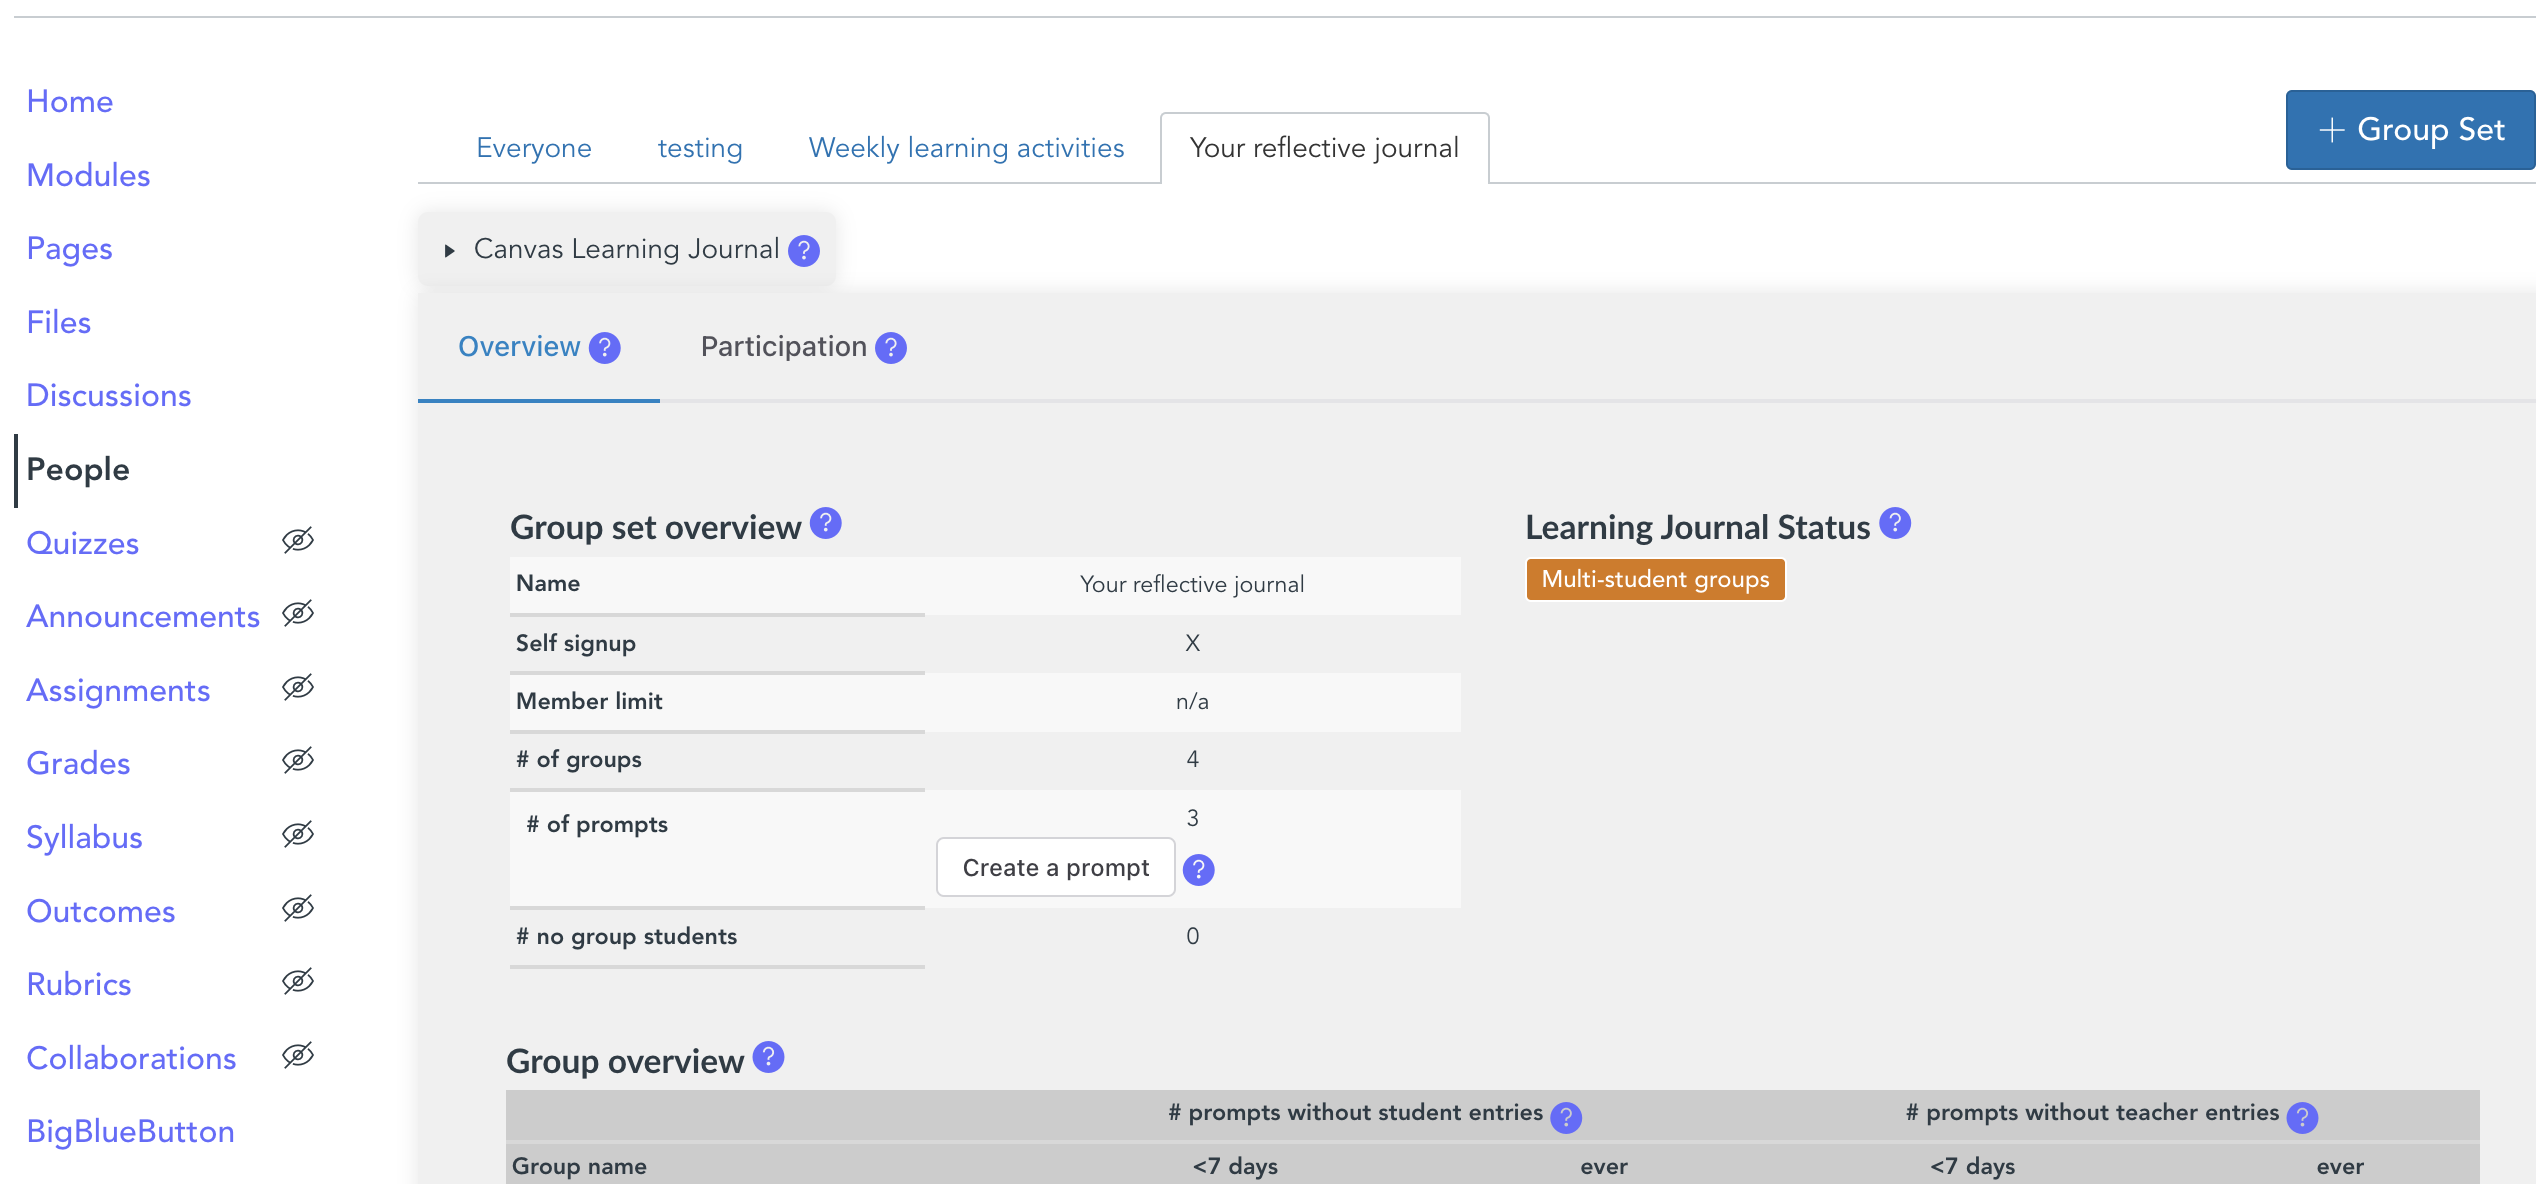 Home
Modules
Pages
Files
Discussions
People
Quizzes
Announcements
Assignments
Grades
Syllabus
Outcomes
Rubrics
Collaborations
BigBlueButton
Everyone testing Weekly learning activities Your reflective journal
+ Group Set
Canvas Learning Journal ?
Overview ? Participation ?
Group set overview ?
Name Your reflective journal
Self signup X
Member limit n/a
# of groups 4
# of prompts 3
Create a prompt ?
# no group students 0
Learning Journal Status ?
Multi-student groups
Group overview ?
# prompts without student entries ? # prompts without teacher entries ?
Group name <7 days ever <7 days ever